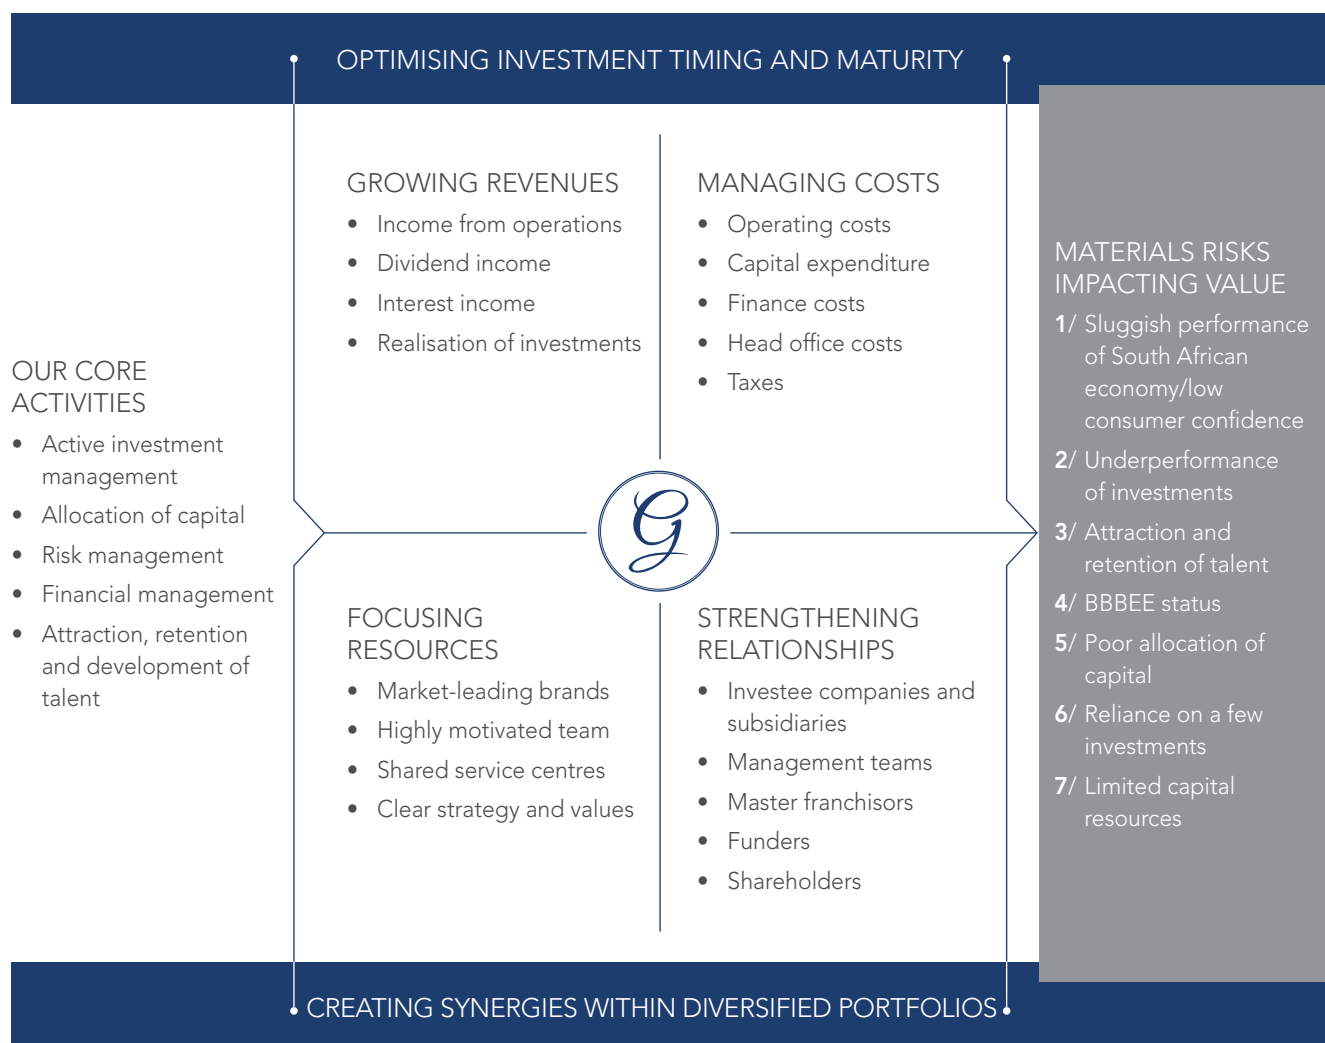 OPTIMISING INVESTMENT TIMING AND MATURITY
OUR CORE
ACTIVITIES
• Active investment
management
• Allocation of capital
• Risk management
• Financial management
• Attraction, retention
and development of
talent
GROWING REVENUES
• Income from operations
• Dividend income
• Interest income
• Realisation of investments
MANAGING COSTS
• Operating costs
• Capital expenditure
• Finance costs
• Head office costs
• Taxes
G
FOCUSING
RESOURCES
• Market-leading brands
• Highly motivated team
• Shared service centres
• Clear strategy and values
STRENGTHENING
RELATIONSHIPS
• Investee companies and
subsidiaries
• Management teams
• Master franchisors
• Funders
• Shareholders
MATERIALS RISKS
IMPACTING VALUE
1/ Sluggish performance
of South African
economy/low
consumer confidence
2/ Underperformance
of investments
3/ Attraction and
retention of talent
4/ BBBEE status
5/ Poor allocation of
capital
6/ Reliance on a few
investments
7/ Limited capital
resources
CREATING SYNERGIES WITHIN DIVERSIFIED PORTFOLIOS